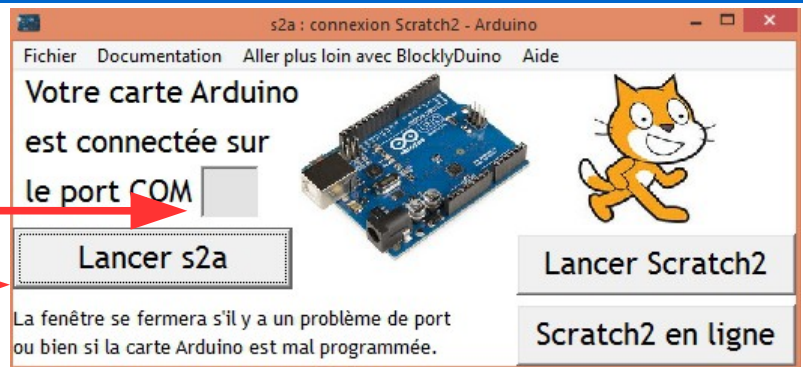 s2a : connexion Scratch2 - Arduino
Fichier Documentation Aller plus loin avec BlocklyDuino Aide
Votre carte Arduino
est connectée sur
le port COM
Lancer s2a
La fenêtre se fermera s'il y a un problème de port
ou bien si la carte Arduino est mal programmée.
Lancer Scratch2
Scratch2 en ligne